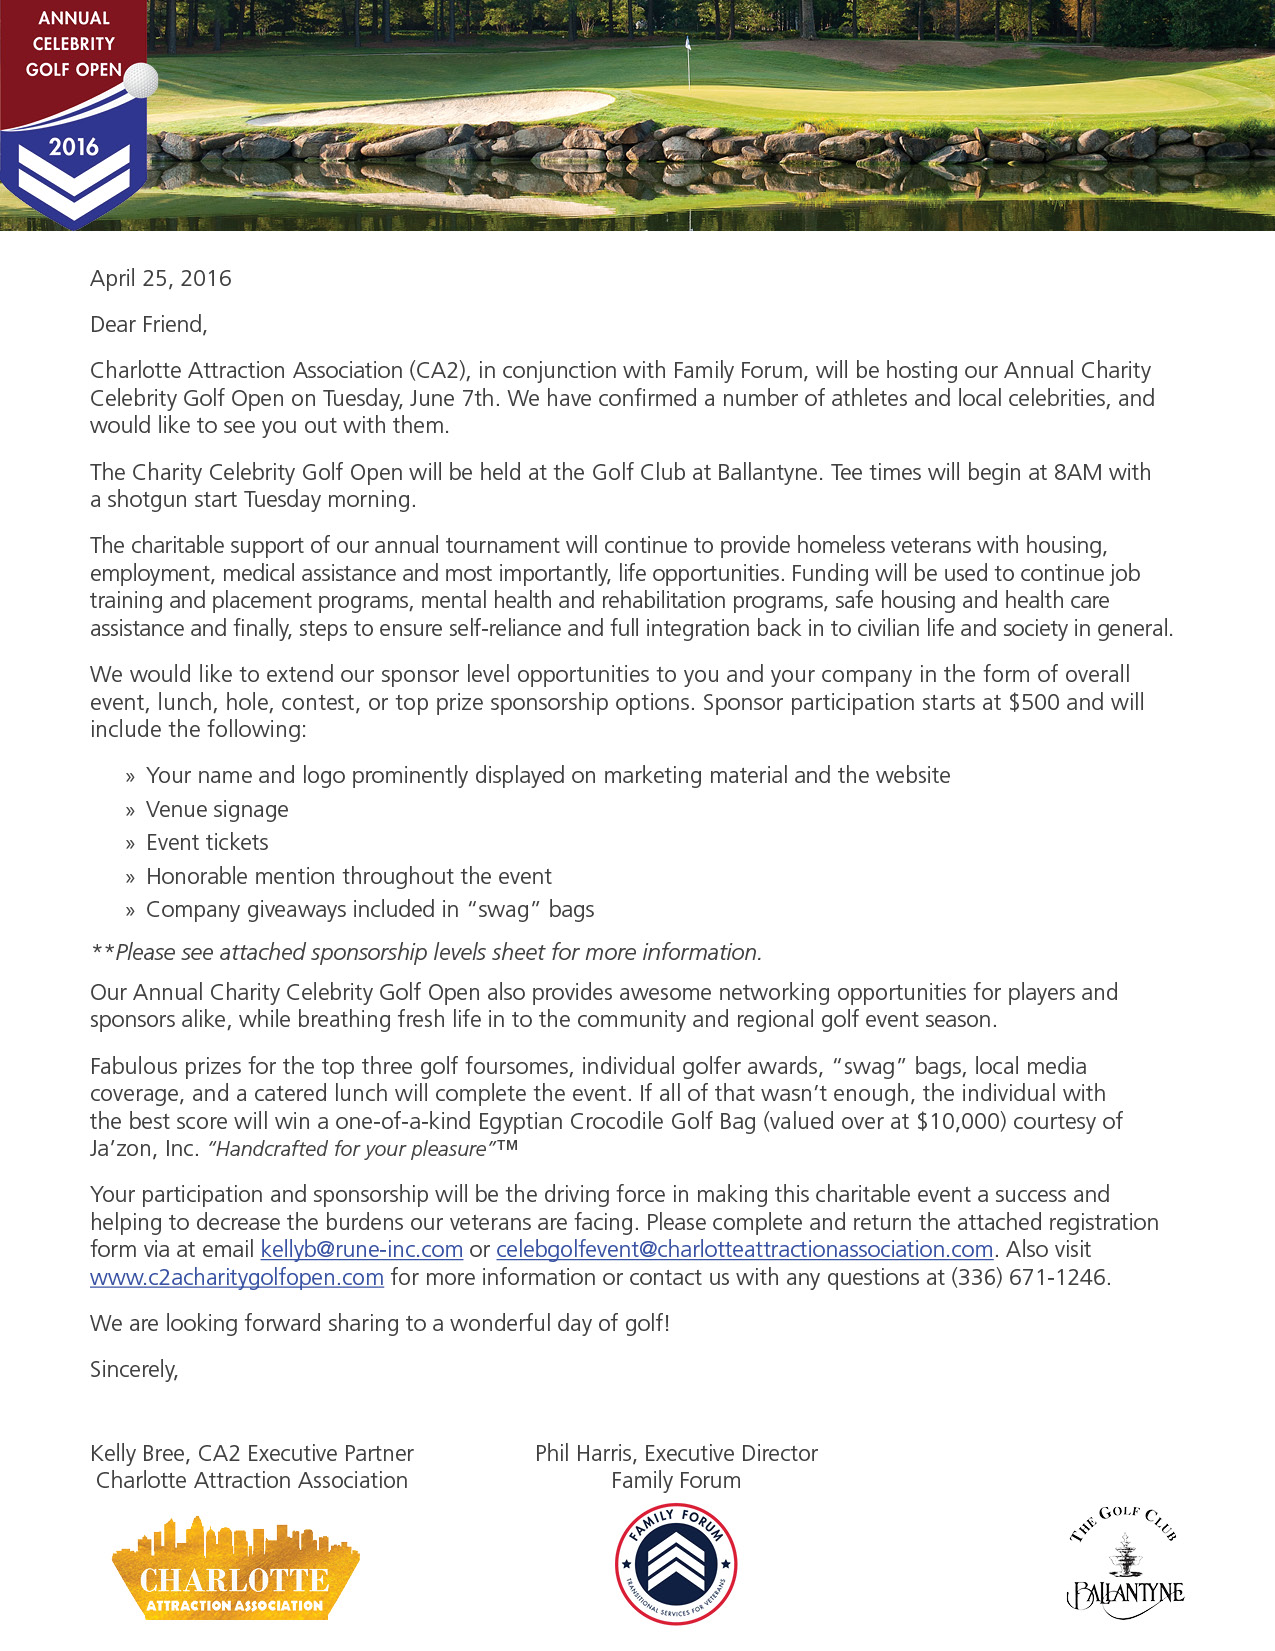 ANNUAL
CELEBRITY
GOLF OPEN
2016
April 25, 2016
Dear Friend,
Charlotte Attraction Association (CA2), in conjunction with Family Forum, will be hosting our Annual Charity
Celebrity Golf Open on Tuesday, June 7th. We have confirmed a number of athletes and local celebrities, and
would like to see you out with them.
The Charity Celebrity Golf Open will be held at the Golf Club at Ballantyne. Tee times will begin at 8AM with
a shotgun start Tuesday morning.
The charitable support of our annual tournament will continue to provide homeless veterans with housing,
employment, medical assistance and most importantly, life opportunities. Funding will be used to continue job
training and placement programs, mental health and rehabilitation programs, safe housing and health care
assistance and finally, steps to ensure self-reliance and full integration back in to civilian life and society in general.
We would like to extend our sponsor level opportunities to you and your company in the form of overall
event, lunch, hole, contest, or top prize sponsorship options. Sponsor participation starts at $500 and will
include the following:
» Your name and logo prominently displayed on marketing material and the website
» Venue signage
» Event tickets
» Honorable mention throughout the event
» Company giveaways included in “swag” bags
**Please see attached sponsorship levels sheet for more information.
Our Annual Charity Celebrity Golf Open also provides awesome networking opportunities for players and
sponsors alike, while breathing fresh life in to the community and regional golf event season.
Fabulous prizes for the top three golf foursomes, individual golfer awards, “swag” bags, local media
coverage, and a catered lunch will complete the event. If all of that wasn’t enough, the individual with
the best score will win a one-of-a-kind Egyptian Crocodile Golf Bag (valued over at $10,000) courtesy of
Ja’zon, Inc. “Handcrafted for your pleasure”™
Your participation and sponsorship will be the driving force in making this charitable event a success and
helping to decrease the burdens our veterans are facing. Please complete and return the attached registration
form via at email kellyb@rune-inc.com or celebgolfevent@charlotteattractionassociation.com. Also visit
www.c2acharitygolfopen.com for more information or contact us with any questions at (336) 671-1246.
We are looking forward sharing to a wonderful day of golf!
Sincerely,
Kelly Bree, CA2 Executive Partner
Charlotte Attraction Association
Phil Harris, Executive Director
Family Forum
CHARLOTTE
ATTRACTION ASSOCIATION
FAMILY FORUM
TRANSITIONAL SERVICES FOR VETERANS
THE GOLF CLUB
BALLANTYNE